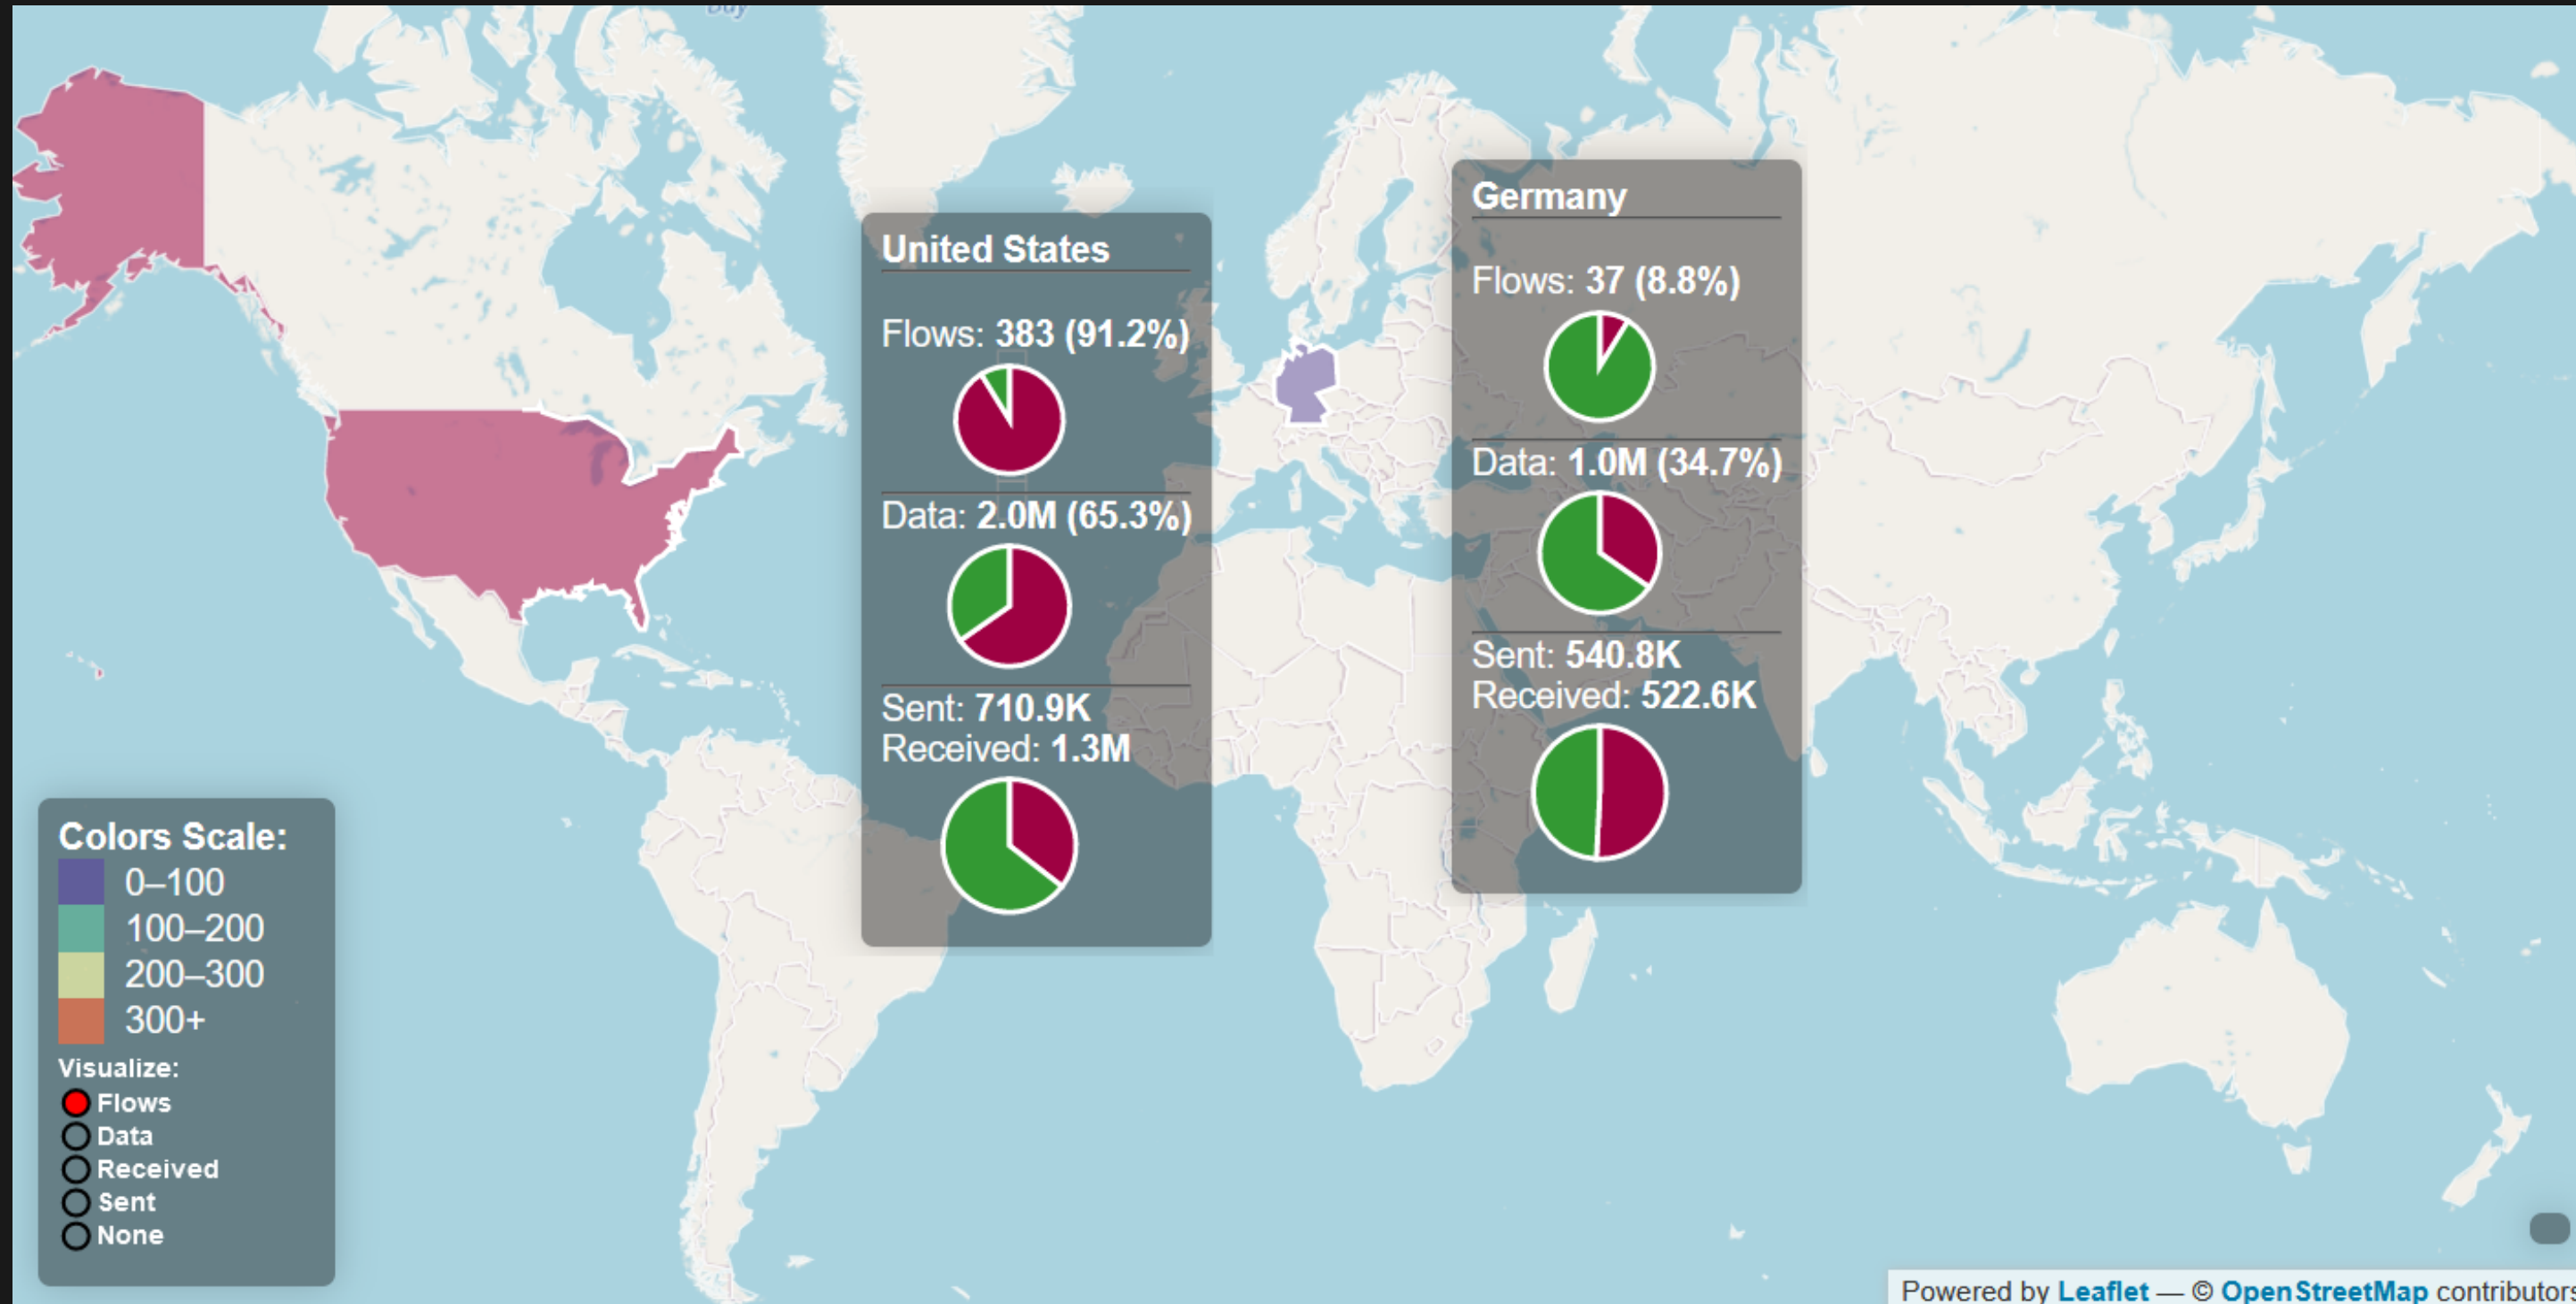 Bay
United States
Flows: 383 (91.2%)
Data: 2.0M (65.3%)
Sent: 710.9K
Received: 1.3M
Germany
Flows: 37 (8.8%)
Data: 1.0M (34.7%)
Sent: 540.8K
Received: 522.6K
Colors Scale:
0–100
100–200
200–300
300+
Visualize:
Flows
Data
Received
Sent
None
Powered by Leaflet — © OpenStreetMap contributors